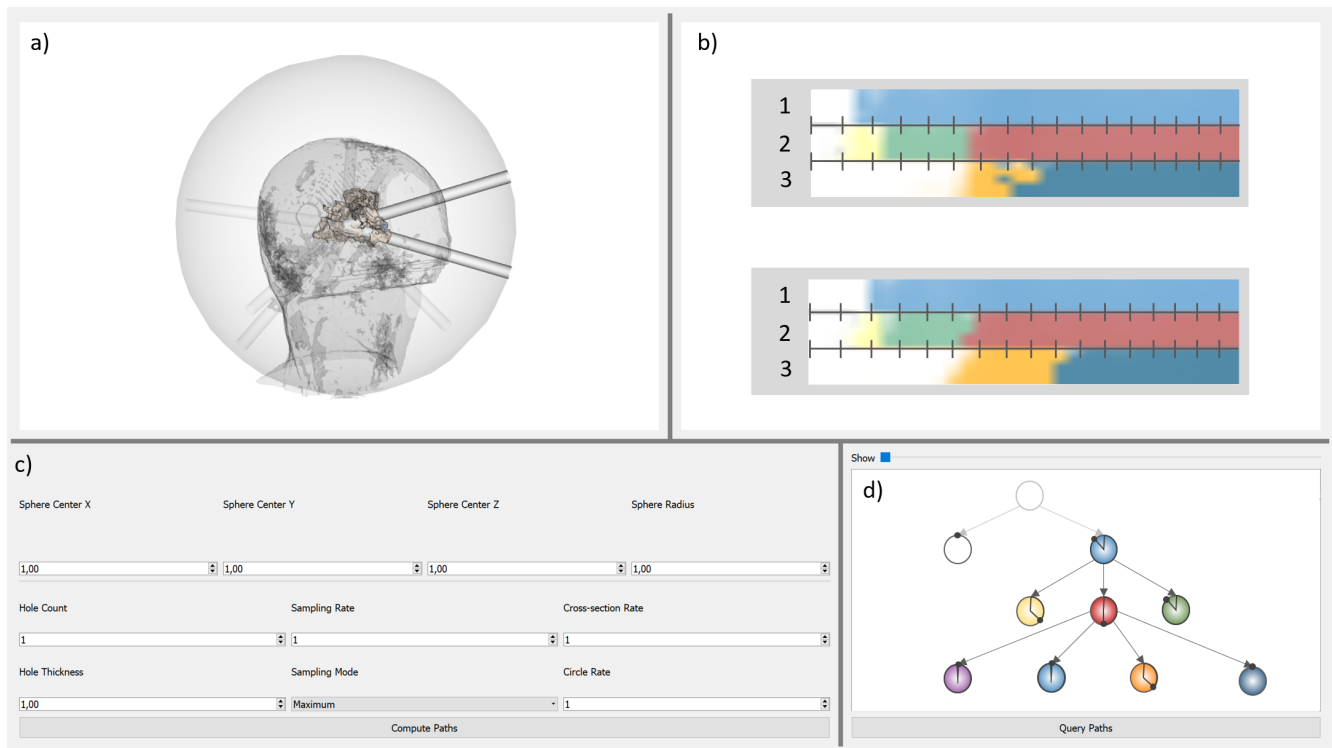 a)
b)
1
2
3
1
2
3
c)
Sphere Center X Sphere Center Y Sphere Center Z Sphere Radius
1,00 1,00 1,00 1,00
Hole Count Sampling Rate Cross-section Rate
1 1 1
Hole Thickness Sampling Mode Circle Rate
1,00 Maximum 1
Compute Paths
Show
d)
Query Paths